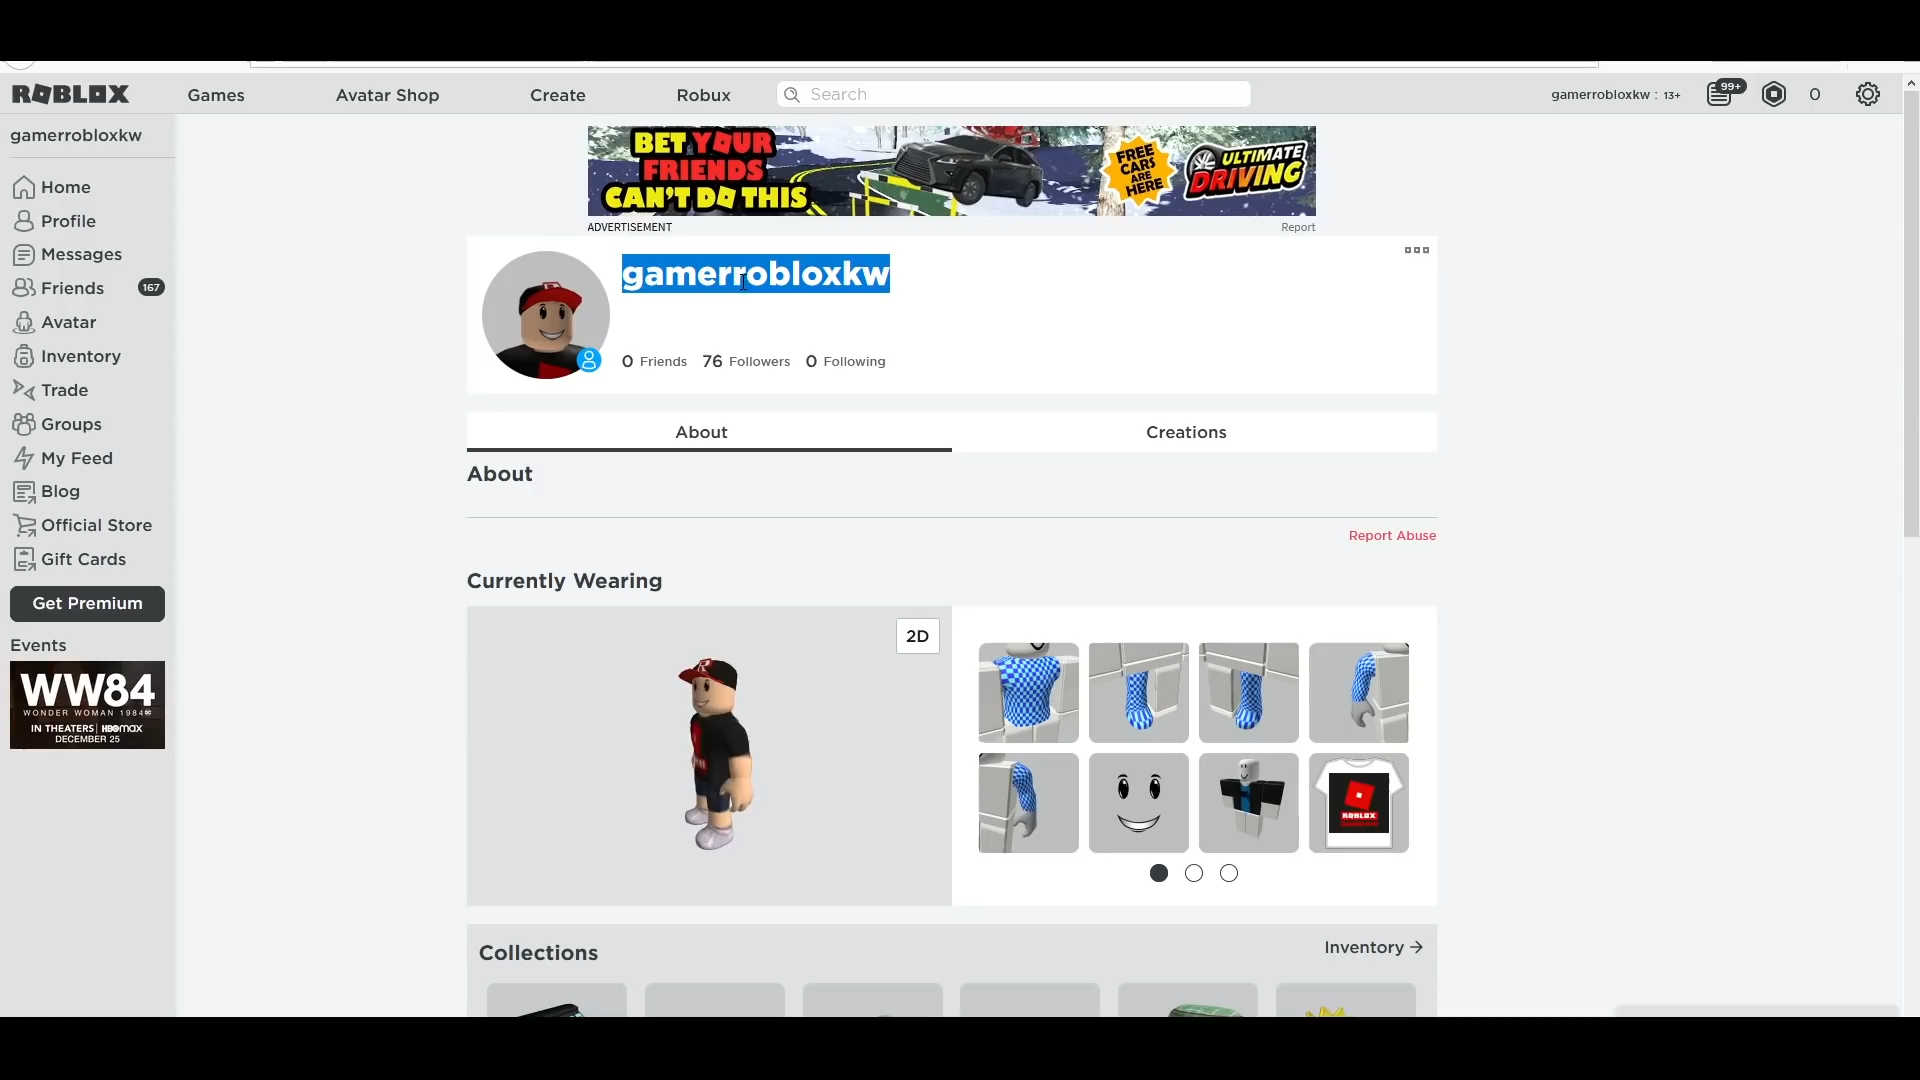 ROBLOX
Games
Avatar Shop
Create
Robux
Search
gamerrobloxkw : 13+
99+
0
gamerrobloxkw
Home
Profile
Messages
Friends 167
Avatar
Inventory
Trade
Groups
My Feed
Blog
Official Store
Gift Cards
Get Premium
Events
WW84
WONDER WOMAN 1984
IN THEATERS | HBOmax
DECEMBER 25
BET YOUR
FRIENDS
CAN'T DO THIS
FREE
CARS
ARE
HERE
ULTIMATE
DRIVING
ADVERTISEMENT
Report
gamerrobloxkw
0 Friends 76 Followers 0 Following
About
Creations
About
Report Abuse
Currently Wearing
2D
R
ROBLOX
Collections
Inventory